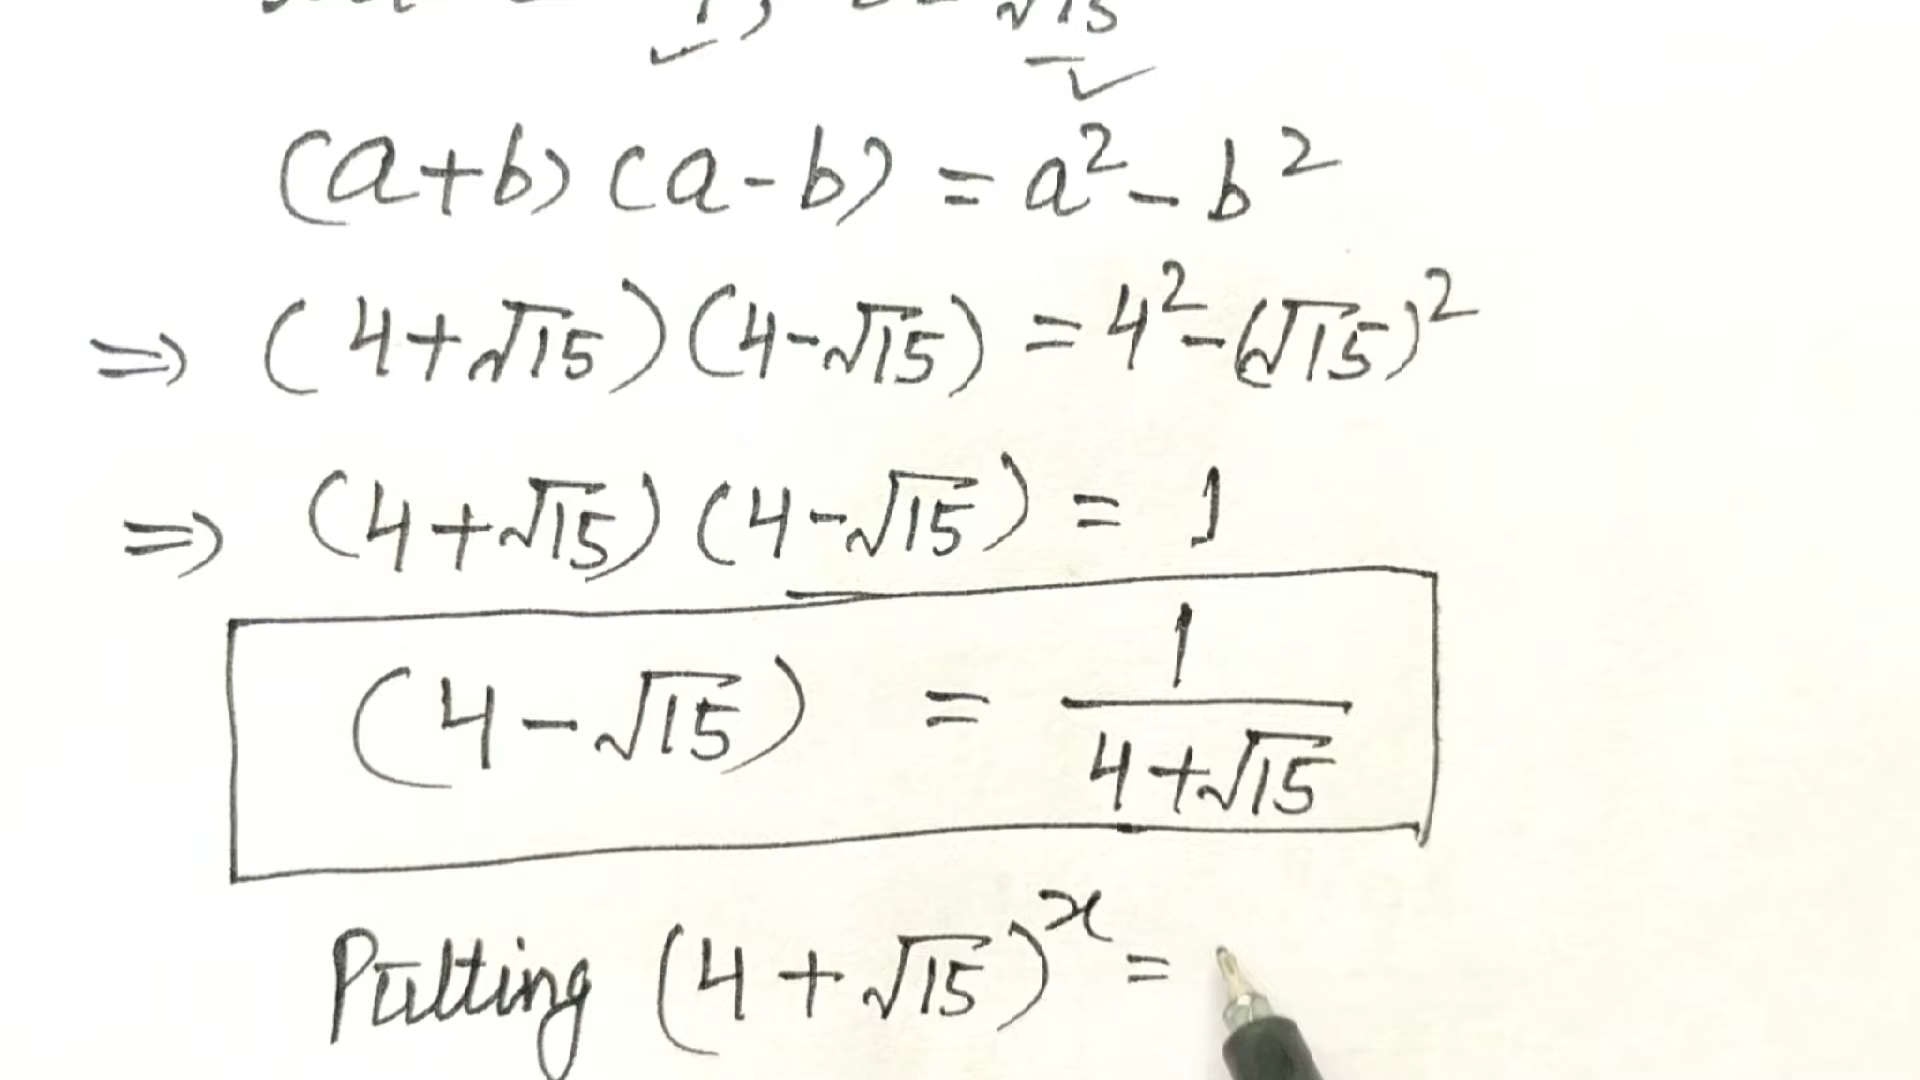 √15
(a+b) (a-b) = a² - b²
⇒ (4+√15) (4-√15) = 4² - (√15)²
⇒ (4+√15) (4-√15) = 1
(4-√15) = 1/(4+√15)
Putting (4+√15)ˣ =